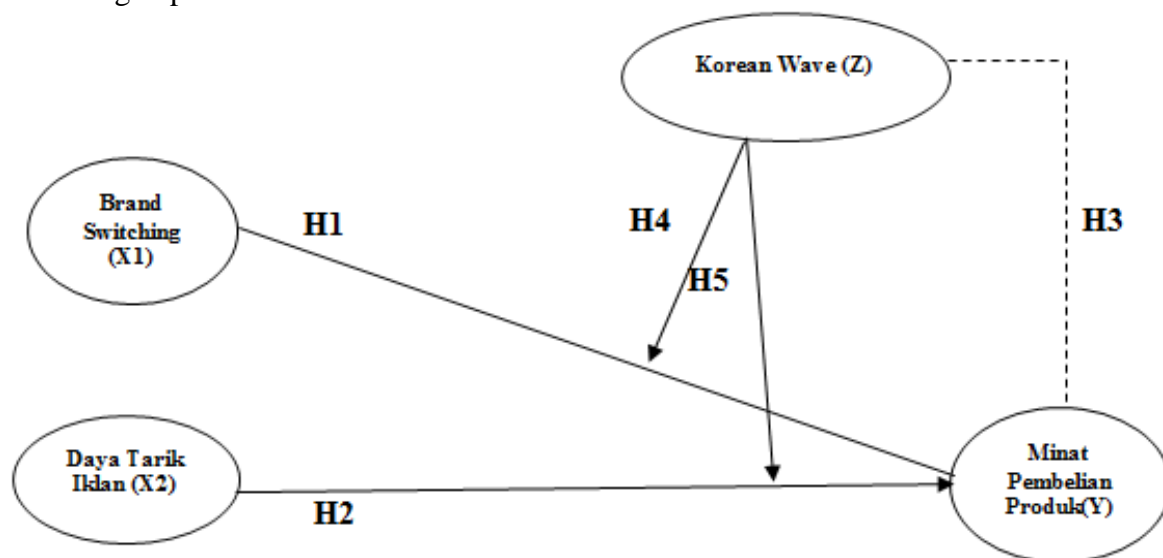 Korean Wave (Z)
Brand
Switching
(X1)
H1
H4
H3
H5
Daya Tarik
Iklan (X2)
H2
Minat
Pembelian
Produk(Y)